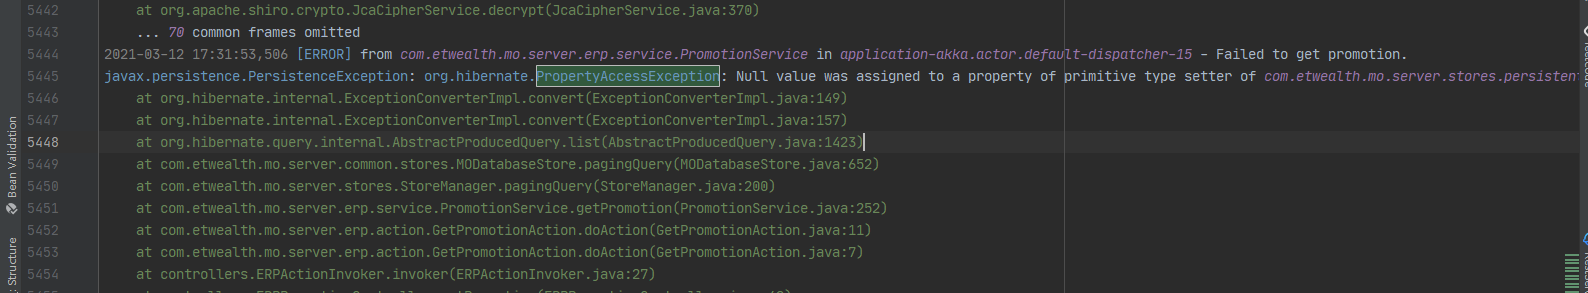 5442 at org.apache.shiro.crypto.JcaCipherService.decrypt(JcaCipherService.java:370)
5443 ... 70 common frames omitted
5444 2021-03-12 17:31:53,506 [ERROR] from com.etwealth.mo.server.erp.service.PromotionService in application-akka.actor.default-dispatcher-15 - Failed to get promotion.
5445 javax.persistence.PersistenceException: org.hibernate.PropertyAccessException: Null value was assigned to a property of primitive type setter of com.etwealth.mo.server.stores.persistent
5446 at org.hibernate.internal.ExceptionConverterImpl.convert(ExceptionConverterImpl.java:149)
5447 at org.hibernate.internal.ExceptionConverterImpl.convert(ExceptionConverterImpl.java:157)
5448 at org.hibernate.query.internal.AbstractProducedQuery.list(AbstractProducedQuery.java:1423)
5449 at com.etwealth.mo.server.common.stores.MODatabaseStore.pagingQuery(MODatabaseStore.java:652)
5450 at com.etwealth.mo.server.stores.StoreManager.pagingQuery(StoreManager.java:200)
5451 at com.etwealth.mo.server.erp.service.PromotionService.getPromotion(PromotionService.java:252)
5452 at com.etwealth.mo.server.erp.action.GetPromotionAction.doAction(GetPromotionAction.java:11)
5453 at com.etwealth.mo.server.erp.action.GetPromotionAction.doAction(GetPromotionAction.java:7)
5454 at controllers.ERPActionInvoker.invoker(ERPActionInvoker.java:27)
Bean Validation
Structure